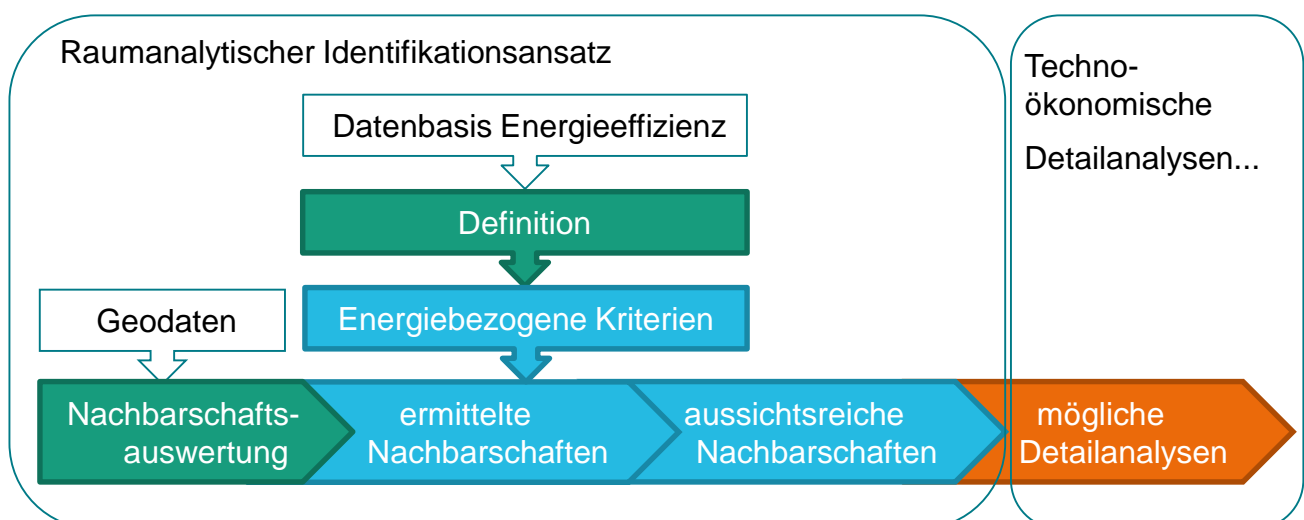 Raumanalytischer Identifikationsansatz
Techno-
ökonomische
Detailanalysen...
Datenbasis Energieeffizienz
Definition
Geodaten
Energiebezogene Kriterien
Nachbarschafts-
auswertung
ermittelte
Nachbarschaften
aussichtsreiche
Nachbarschaften
mögliche
Detailanalysen